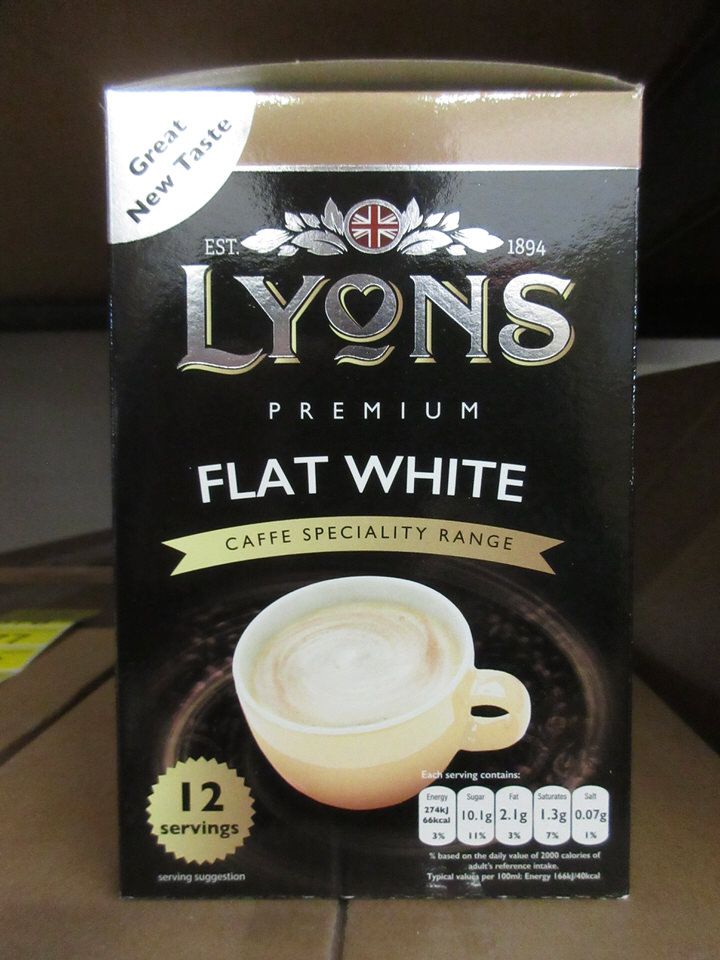 Great
New Taste
EST. 1894
LYONS
PREMIUM
FLAT WHITE
CAFFE SPECIALITY RANGE
12
servings
serving suggestion
Each serving contains:
Energy Sugar Fat Saturates Salt
274kJ
66kcal 10.1g 2.1g 1.3g 0.07g
3% 11% 3% 7% 1%
% based on the daily value of 2000 calories of
adult's reference intake.
Typical values per 100ml: Energy 166kJ/40kcal